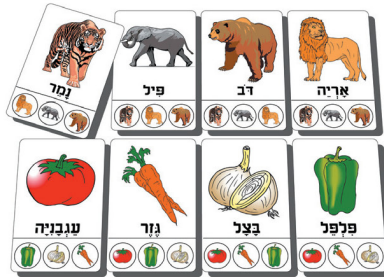 אַרְיֵה
דֹּב
פִּיל
נָמֵר
פִּלְפֵּל
בָּצָל
גֶּזֶר
עַגְבָנִיָּה